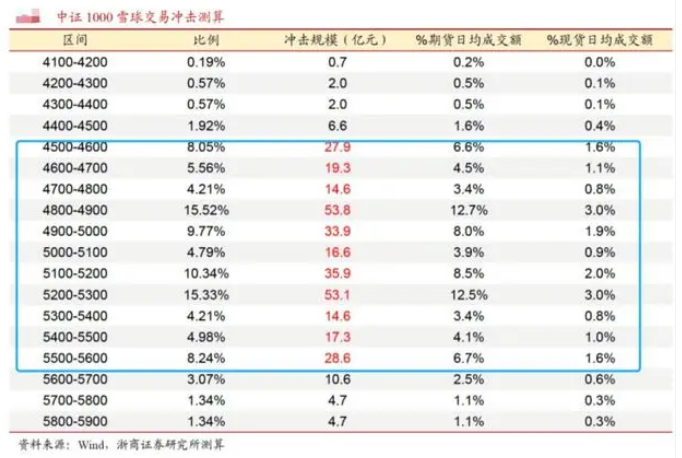 中证 1000 雪球交易冲击测算
区间 比例 冲击规模（亿元） %期货日均成交额 %现货日均成交额
4100-4200 0.19% 0.7 0.2% 0.0%
4200-4300 0.57% 2.0 0.5% 0.1%
4300-4400 0.57% 2.0 0.5% 0.1%
4400-4500 1.92% 6.6 1.6% 0.4%
4500-4600 8.05% 27.9 6.6% 1.6%
4600-4700 5.56% 19.3 4.5% 1.1%
4700-4800 4.21% 14.6 3.4% 0.8%
4800-4900 15.52% 53.8 12.7% 3.0%
4900-5000 9.77% 33.9 8.0% 1.9%
5000-5100 4.79% 16.6 3.9% 0.9%
5100-5200 10.34% 35.9 8.5% 2.0%
5200-5300 15.33% 53.1 12.5% 3.0%
5300-5400 4.21% 14.6 3.4% 0.8%
5400-5500 4.98% 17.3 4.1% 1.0%
5500-5600 8.24% 28.6 6.7% 1.6%
5600-5700 3.07% 10.6 2.5% 0.6%
5700-5800 1.34% 4.7 1.1% 0.3%
5800-5900 1.34% 4.7 1.1% 0.3%
资料来源：Wind，浙商证券研究所测算